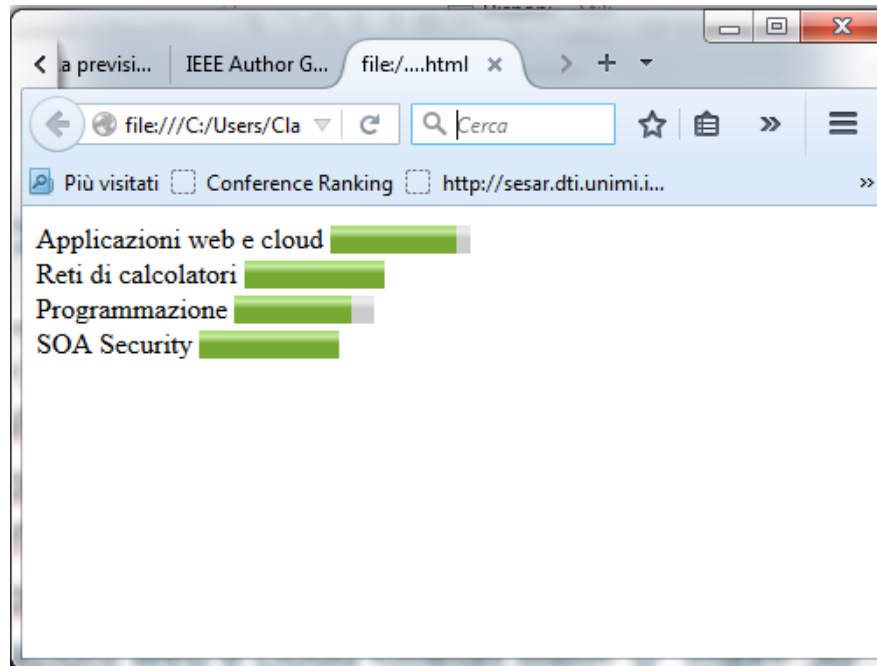 a previsi... IEEE Author G... file:/....html
file:///C:/Users/Cla Cerca
Più visitati Conference Ranking http://sesar.dti.unimi.i...
Applicazioni web e cloud
Reti di calcolatori
Programmazione
SOA Security